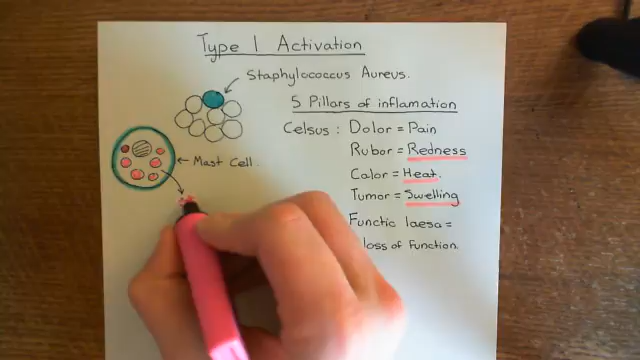 Type 1 Activation
Staphylococcus Aureus.
5 Pillars of inflamation
Celsus : Dolor = Pain
Rubor = Redness
Calor = Heat.
Tumor = Swelling
Functio laesa =
loss of Function.
Mast Cell.